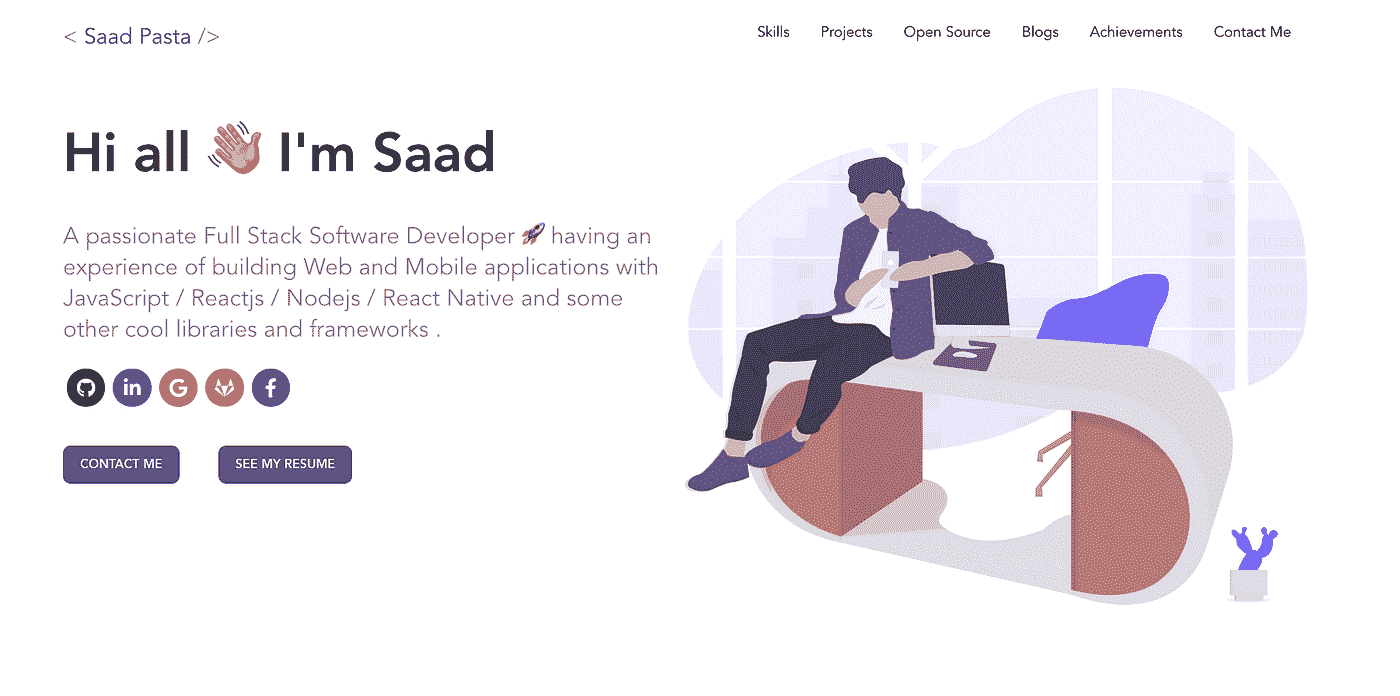 < Saad Pasta />
Skills Projects Open Source Blogs Achievements Contact Me
Hi all 👋 I'm Saad
A passionate Full Stack Software Developer 🚀 having an
experience of building Web and Mobile applications with
JavaScript / Reactjs / Nodejs / React Native and some
other cool libraries and frameworks .
in G f
CONTACT ME SEE MY RESUME